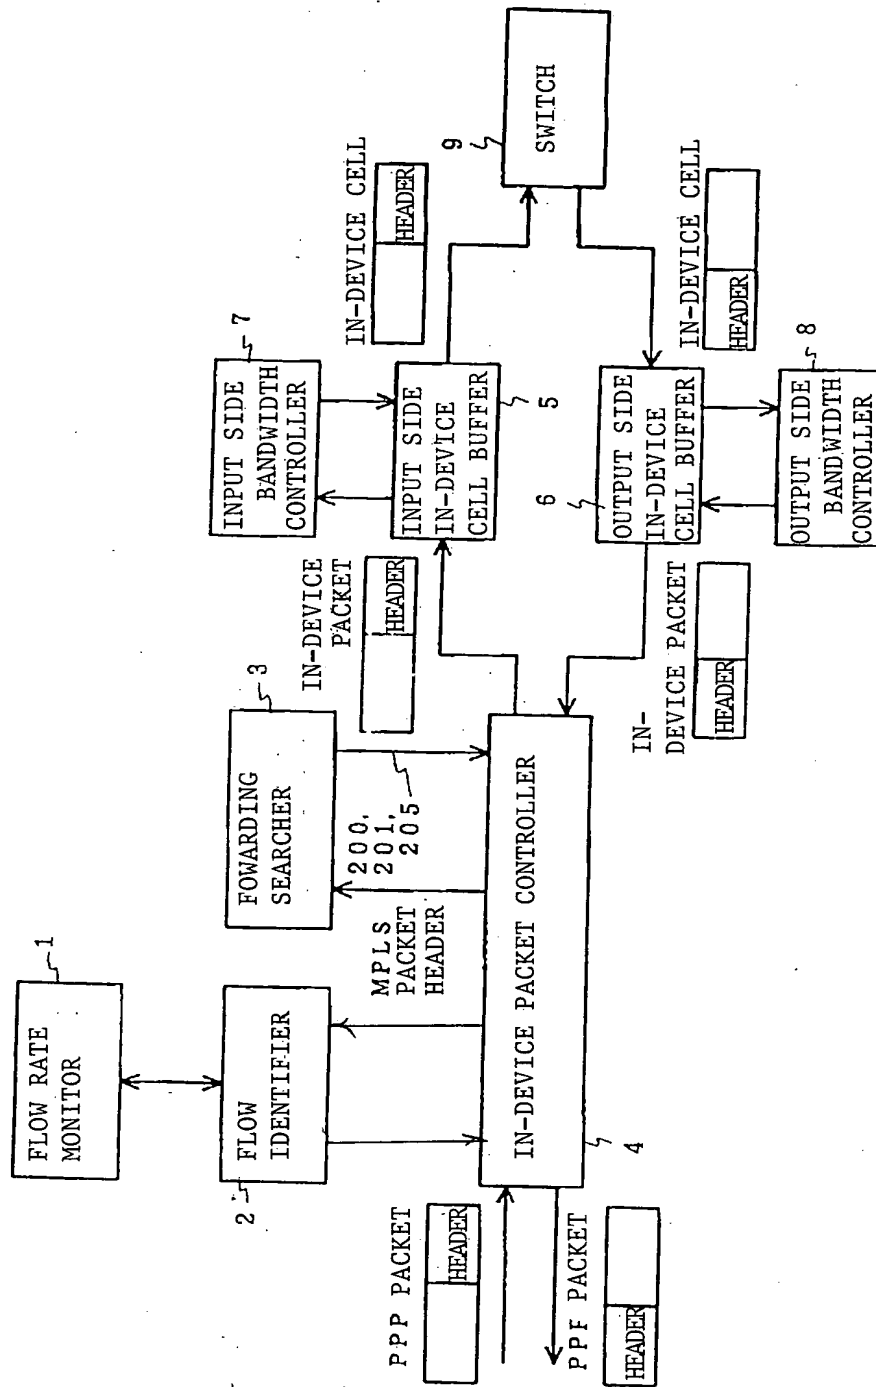 1
FLOW RATE
MONITOR
2
FLOW
IDENTIFIER
3
FOWARDING
SEARCHER
MPLS
PACKET
HEADER
200,
201,
205
PPP PACKET
HEADER
PPF PACKET
HEADER
IN-DEVICE PACKET CONTROLLER
4
IN-DEVICE
PACKET
HEADER
IN-
DEVICE PACKET
HEADER
7
INPUT SIDE
BANDWIDTH
CONTROLLER
INPUT SIDE
IN-DEVICE
CELL BUFFER
5
6
OUTPUT SIDE
IN-DEVICE
CELL BUFFER
OUTPUT SIDE
BANDWIDTH
CONTROLLER
8
IN-DEVICE CELL
HEADER
IN-DEVICE CELL
HEADER
9
SWITCH